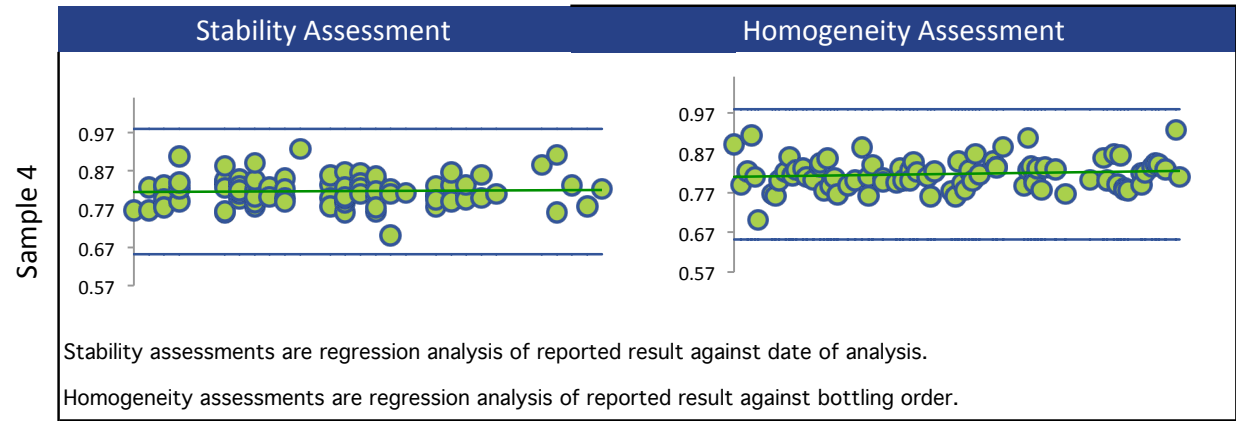 Stability Assessment
Homogeneity Assessment
Sample 4
0.97
0.87
0.77
0.67
0.57
0.97
0.87
0.77
0.67
0.57
Stability assessments are regression analysis of reported result against date of analysis.
Homogeneity assessments are regression analysis of reported result against bottling order.